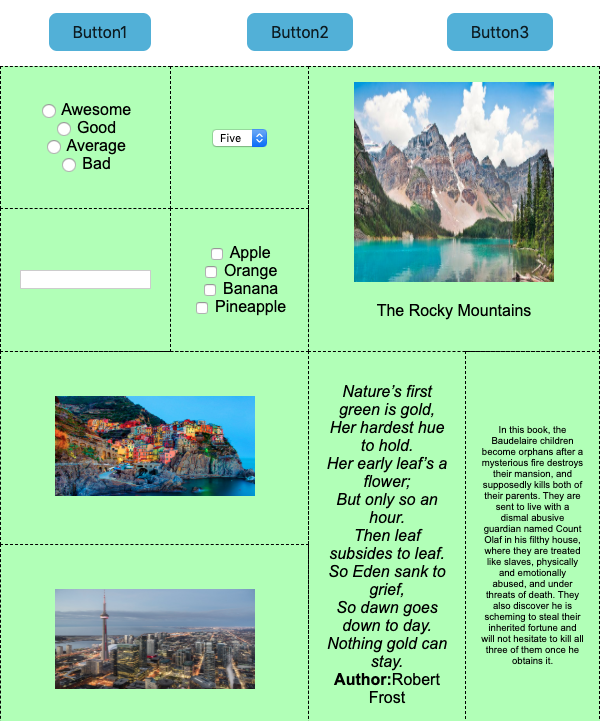 Button1
Button2
Button3
Awesome
Good
Average
Bad
Five
The Rocky Mountains
Apple
Orange
Banana
Pineapple
Nature’s first
green is gold,
Her hardest hue
to hold.
Her early leaf’s a
flower;
But only so an
hour.
Then leaf
subsides to leaf.
So Eden sank to
grief,
So dawn goes
down to day.
Nothing gold can
stay.
Author:Robert
Frost
In this book, the
Baudelaire children
become orphans after a
mysterious fire destroys
their mansion, and
supposedly kills both of
their parents. They are
sent to live with a
dismal abusive
guardian named Count
Olaf in his filthy house,
where they are treated
like slaves, physically
and emotionally
abused, and under
threats of death. They
also discover he is
scheming to steal their
inherited fortune and
will not hesitate to kill all
three of them once he
obtains it.